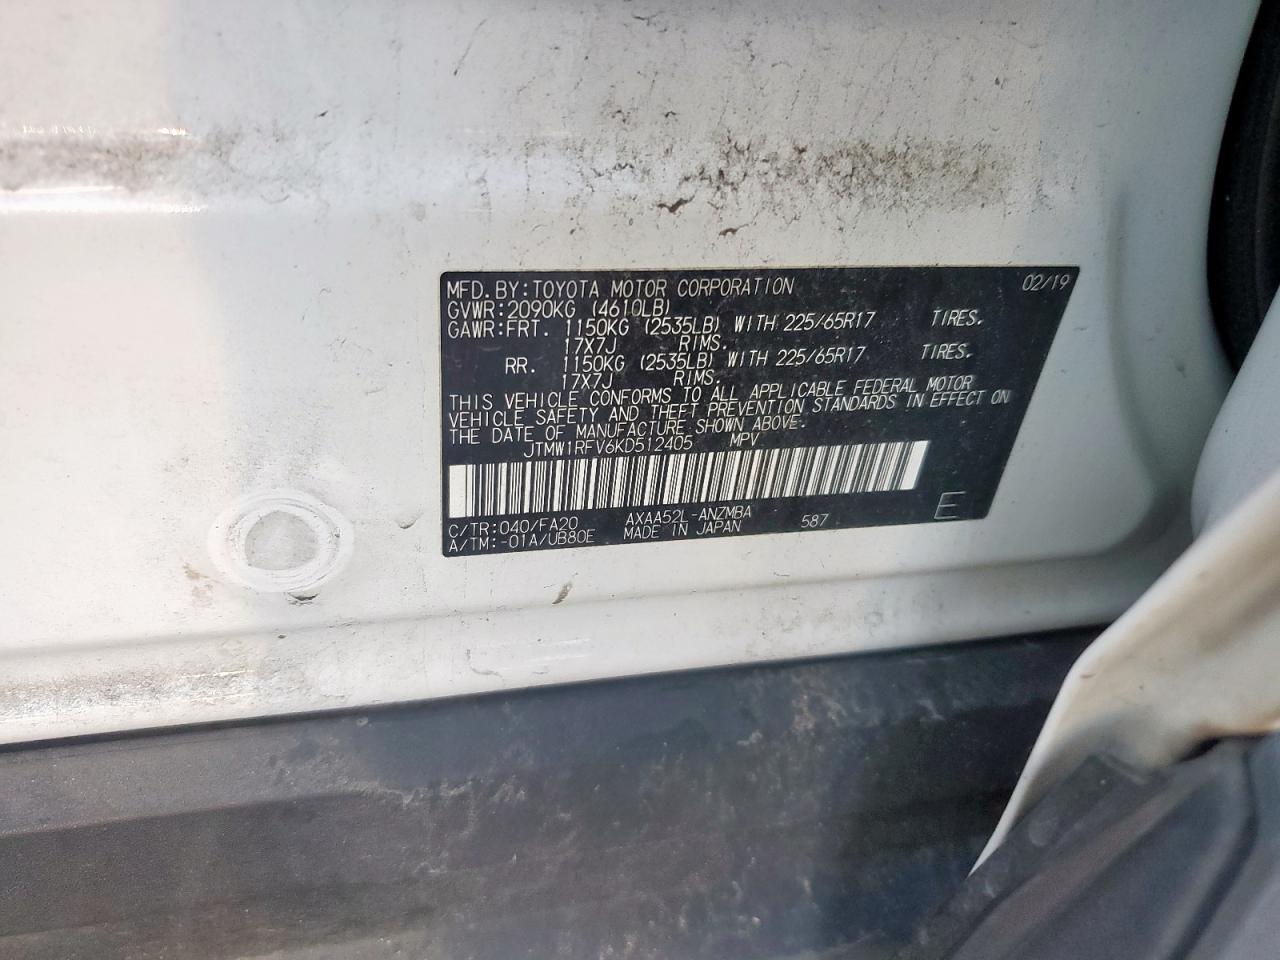 MFD.BY:TOYOTA MOTOR CORPORATION 02/19
GVWR:2090KG (4610LB)
GAWR:FRT. 1150KG (2535LB) WITH 225/65R17 TIRES.
17X7J RIMS.
RR. 1150KG (2535LB) WITH 225/65R17 TIRES.
17X7J RIMS.
THIS VEHICLE CONFORMS TO ALL APPLICABLE FEDERAL MOTOR
VEHICLE SAFETY AND THEFT PREVENTION STANDARDS IN EFFECT ON
THE DATE OF MANUFACTURE SHOWN ABOVE.
JTMW1RFV6KD512405 MPV
C/TR:040/FA20 AXAA52L-ANZMBA 587 E
A/TM:-01A/UB80E MADE IN JAPAN